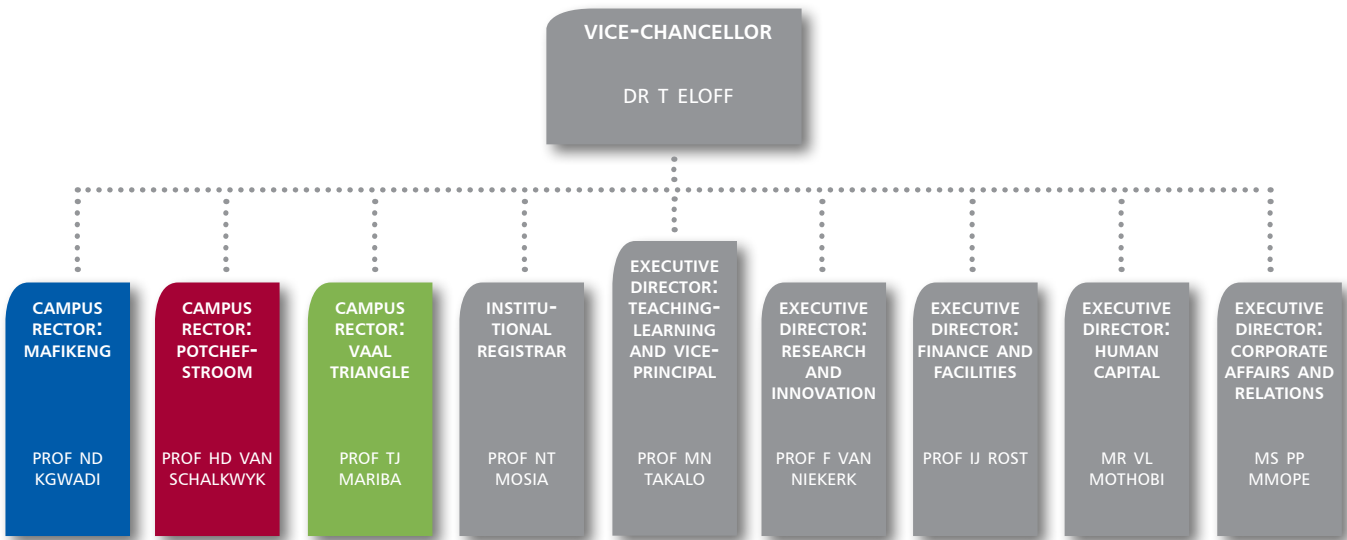 VICE-CHANCELLOR
DR T ELOFF
CAMPUS
RECTOR:
MAFIKENG
PROF ND
KGWADI
CAMPUS
RECTOR:
POTCHEF-
STROOM
PROF HD VAN
SCHALKWYK
CAMPUS
RECTOR:
VAAL
TRIANGLE
PROF TJ
MARIBA
INSTITU-
TIONAL
REGISTRAR
PROF NT
MOSIA
EXECUTIVE
DIRECTOR:
TEACHING-
LEARNING
AND VICE-
PRINCIPAL
PROF MN
TAKALO
EXECUTIVE
DIRECTOR:
RESEARCH
AND
INNOVATION
PROF F VAN
NIEKERK
EXECUTIVE
DIRECTOR:
FINANCE AND
FACILITIES
PROF IJ ROST
EXECUTIVE
DIRECTOR:
HUMAN
CAPITAL
MR VL
MOTHOBI
EXECUTIVE
DIRECTOR:
CORPORATE
AFFAIRS AND
RELATIONS
MS PP
MMOPE